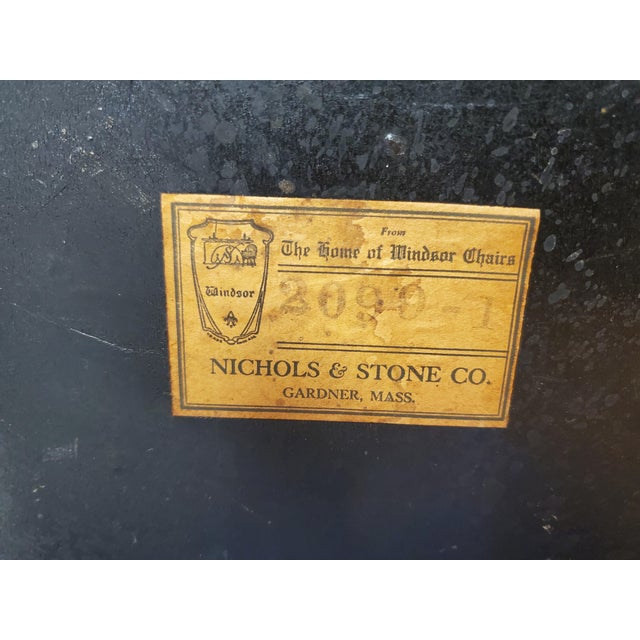 From
The Home of Windsor Chairs
Windsor
2090-1
NICHOLS & STONE CO.
GARDNER, MASS.